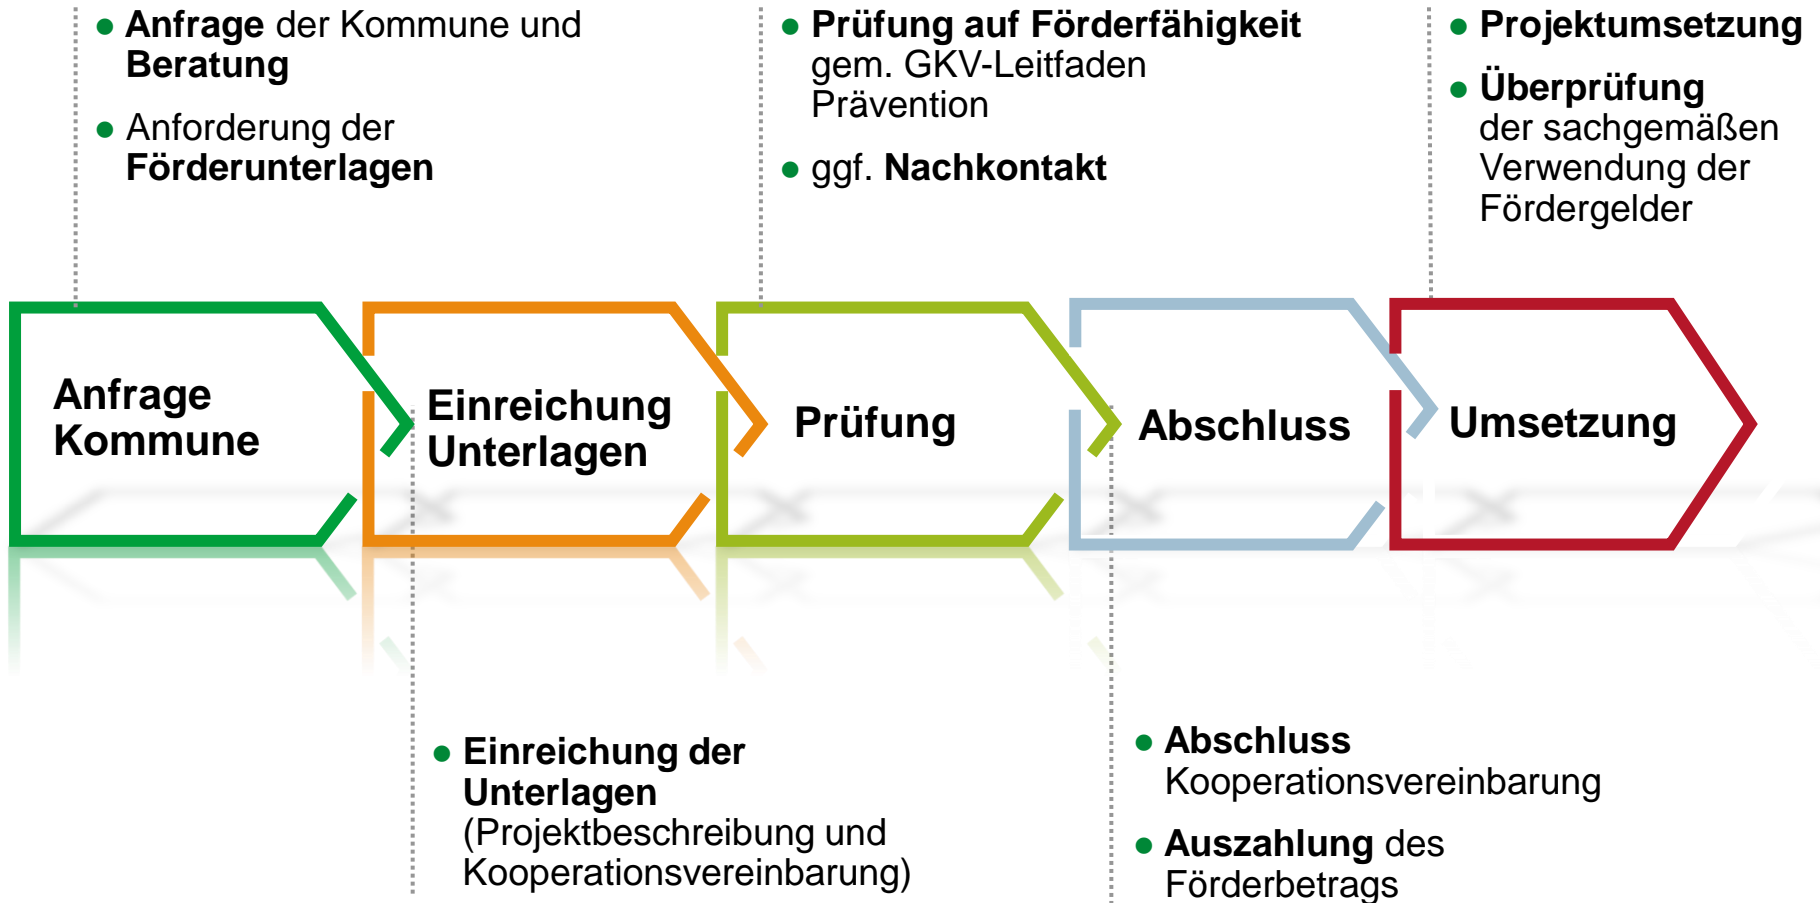 ● Anfrage der Kommune und
Beratung
● Anforderung der
Förderunterlagen
● Prüfung auf Förderfähigkeit
gem. GKV-Leitfaden
Prävention
● ggf. Nachkontakt
● Projektumsetzung
● Überprüfung
der sachgemäßen
Verwendung der
Fördergelder
Anfrage
Kommune
Einreichung
Unterlagen
Prüfung
Abschluss
Umsetzung
● Einreichung der
Unterlagen
(Projektbeschreibung und
Kooperationsvereinbarung)
● Abschluss
Kooperationsvereinbarung
● Auszahlung des
Förderbetrags